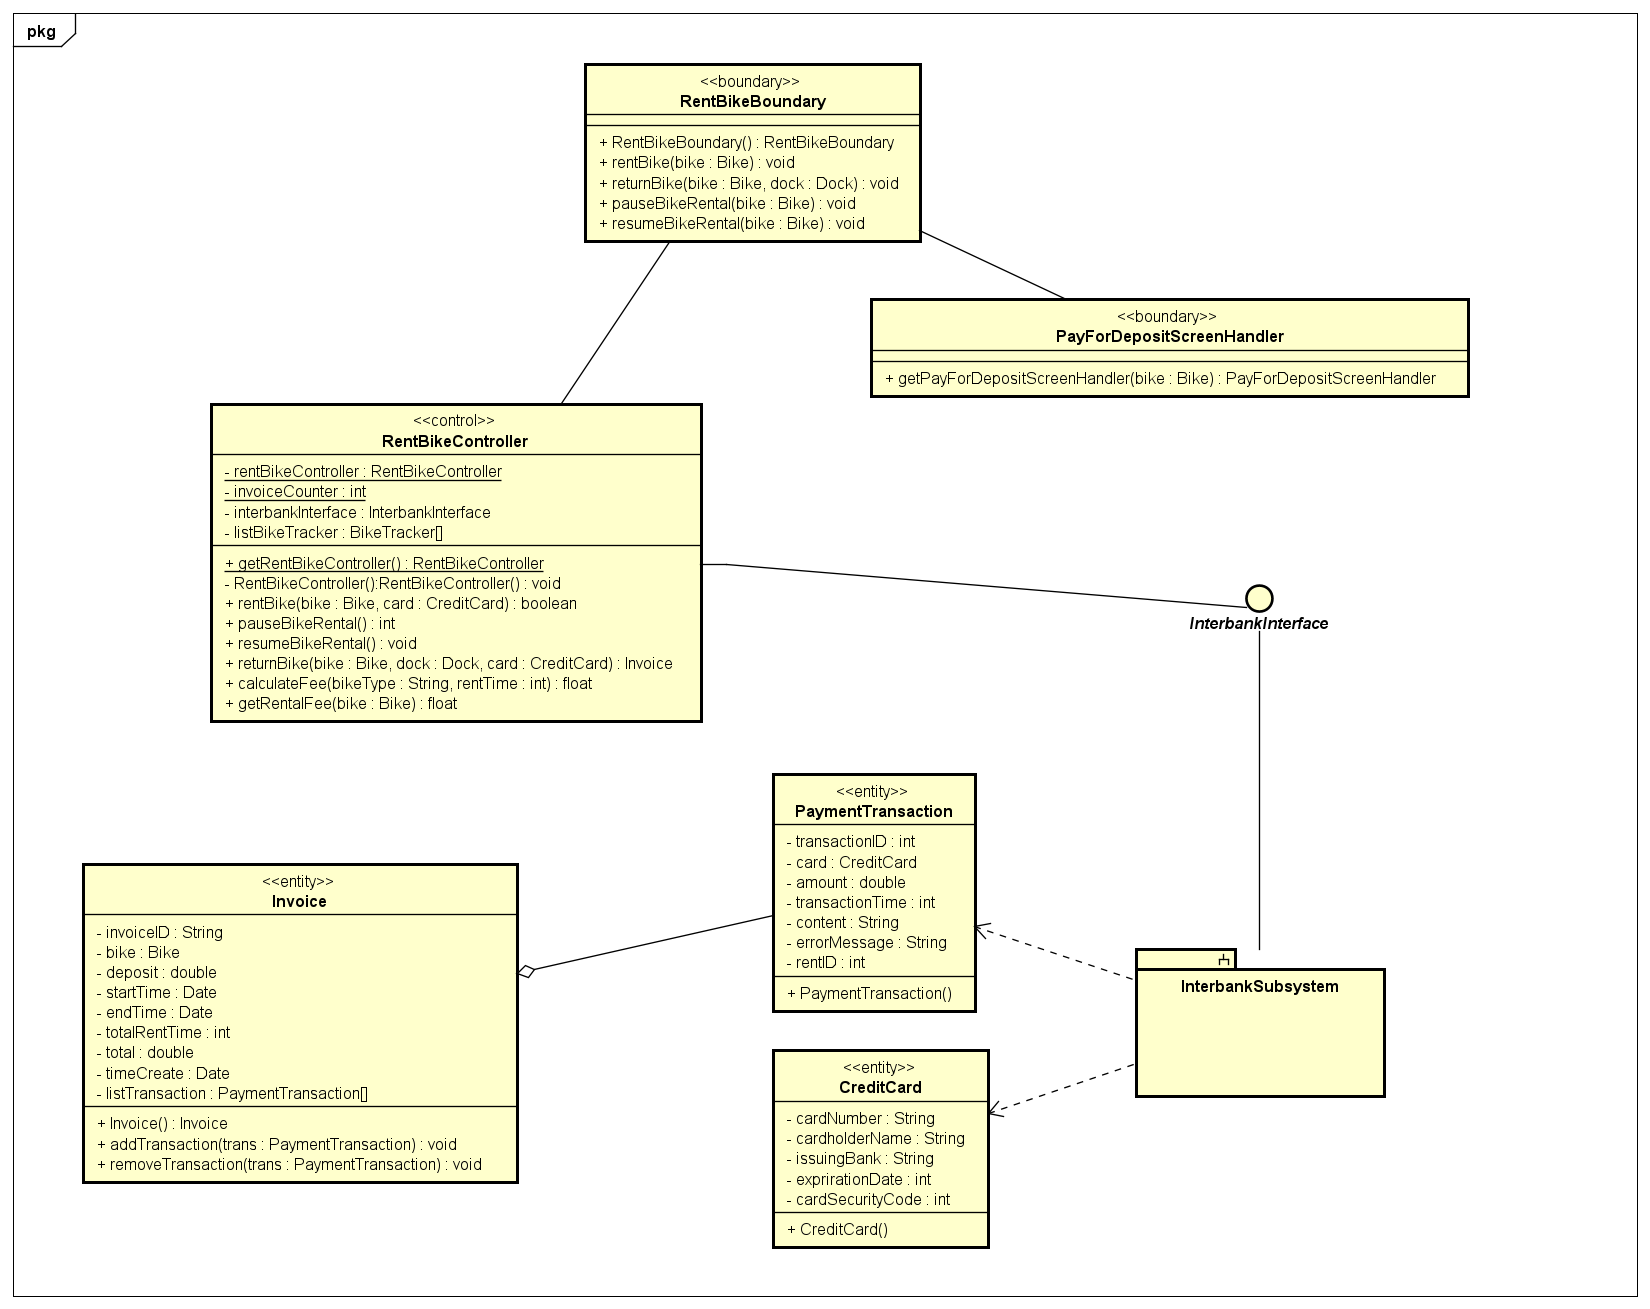 pkg
<<boundary>>
RentBikeBoundary
+ RentBikeBoundary() : RentBikeBoundary
+ rentBike(bike : Bike) : void
+ returnBike(bike : Bike, dock : Dock) : void
+ pauseBikeRental(bike : Bike) : void
+ resumeBikeRental(bike : Bike) : void
<<boundary>>
PayForDepositScreenHandler
+ getPayForDepositScreenHandler(bike : Bike) : PayForDepositScreenHandler
<<control>>
RentBikeController
- rentBikeController : RentBikeController
- invoiceCounter : int
- interbankInterface : InterbankInterface
- listBikeTracker : BikeTracker[]
+ getRentBikeController() : RentBikeController
- RentBikeController():RentBikeController() : void
+ rentBike(bike : Bike, card : CreditCard) : boolean
+ pauseBikeRental() : int
+ resumeBikeRental() : void
+ returnBike(bike : Bike, dock : Dock, card : CreditCard) : Invoice
+ calculateFee(bikeType : String, rentTime : int) : float
+ getRentalFee(bike : Bike) : float
InterbankInterface
<<entity>>
PaymentTransaction
- transactionID : int
- card : CreditCard
- amount : double
- transactionTime : int
- content : String
- errorMessage : String
- rentID : int
+ PaymentTransaction()
<<entity>>
Invoice
- invoiceID : String
- bike : Bike
- deposit : double
- startTime : Date
- endTime : Date
- totalRentTime : int
- total : double
- timeCreate : Date
- listTransaction : PaymentTransaction[]
+ Invoice() : Invoice
+ addTransaction(trans : PaymentTransaction) : void
+ removeTransaction(trans : PaymentTransaction) : void
InterbankSubsystem
<<entity>>
CreditCard
- cardNumber : String
- cardholderName : String
- issuingBank : String
- exprirationDate : int
- cardSecurityCode : int
+ CreditCard()